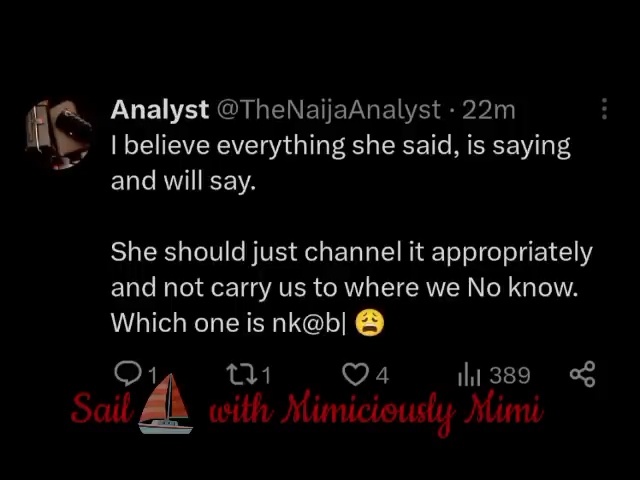 Analyst @TheNaijaAnalyst · 22m
I believe everything she said, is saying
and will say.
She should just channel it appropriately
and not carry us to where we No know.
Which one is nk@b| 😩
1 1 4 389
Sail with Mimiciously Mimi